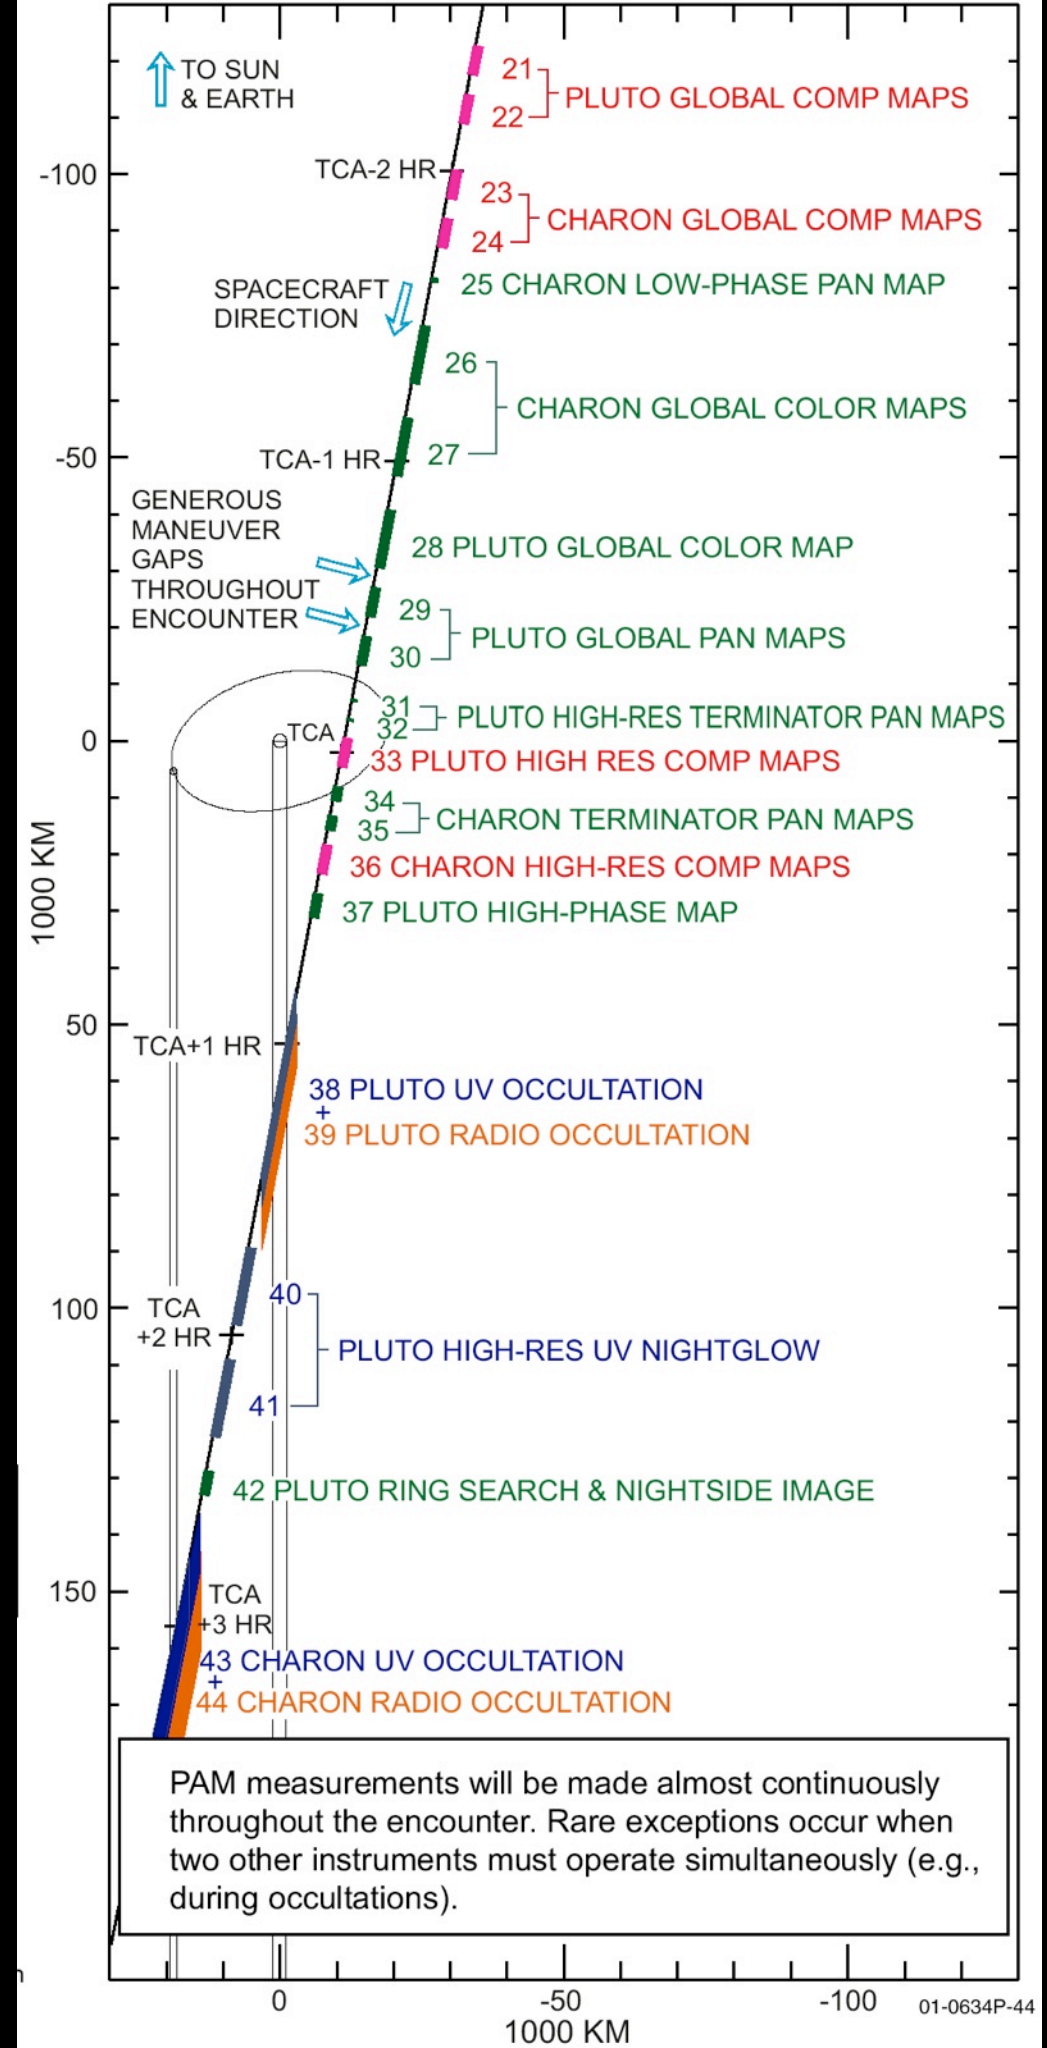 TO SUN
& EARTH
21
22
PLUTO GLOBAL COMP MAPS
TCA-2 HR
-100
23
24
CHARON GLOBAL COMP MAPS
25 CHARON LOW-PHASE PAN MAP
SPACECRAFT
DIRECTION
26
27
CHARON GLOBAL COLOR MAPS
-50
TCA-1 HR
GENEROUS
MANEUVER
GAPS
THROUGHOUT
ENCOUNTER
28 PLUTO GLOBAL COLOR MAP
29
30
PLUTO GLOBAL PAN MAPS
31
32
PLUTO HIGH-RES TERMINATOR PAN MAPS
0
TCA
33 PLUTO HIGH RES COMP MAPS
34
35
CHARON TERMINATOR PAN MAPS
36 CHARON HIGH-RES COMP MAPS
37 PLUTO HIGH-PHASE MAP
1000 KM
50
TCA+1 HR
38 PLUTO UV OCCULTATION
+
39 PLUTO RADIO OCCULTATION
100
TCA
+2 HR
40
41
PLUTO HIGH-RES UV NIGHTGLOW
42 PLUTO RING SEARCH & NIGHTSIDE IMAGE
150
TCA
+3 HR
43 CHARON UV OCCULTATION
+
44 CHARON RADIO OCCULTATION
PAM measurements will be made almost continuously
throughout the encounter. Rare exceptions occur when
two other instruments must operate simultaneously (e.g.,
during occultations).
0
-50
-100
01-0634P-44
1000 KM